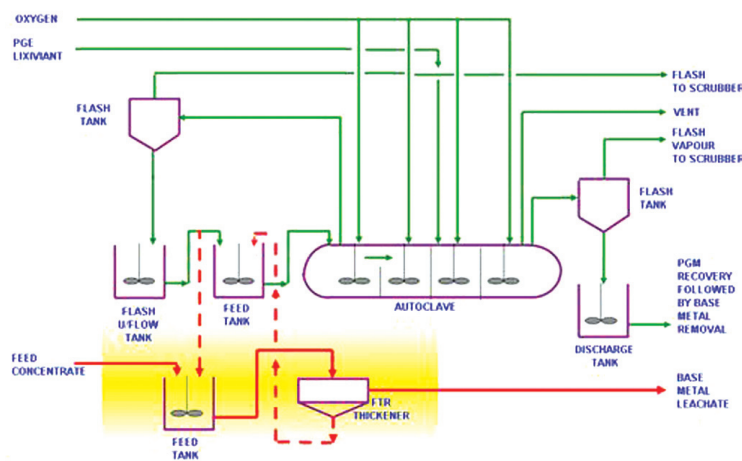 OXYGEN
PGE
LIXIVIANT
FLASH
TO SCRUBBER
VENT
FLASH
VAPOUR
TO SCRUBBER
FLASH
TANK
FLASH
TANK
FLASH
U/FLOW
TANK
FEED
TANK
AUTOCLAVE
DISCHARGE
TANK
PGM
RECOVERY
FOLLOWED
BY BASE
METAL
REMOVAL
FEED
CONCENTRATE
FEED
TANK
FTR
THICKENER
BASE
METAL
LEACHATE